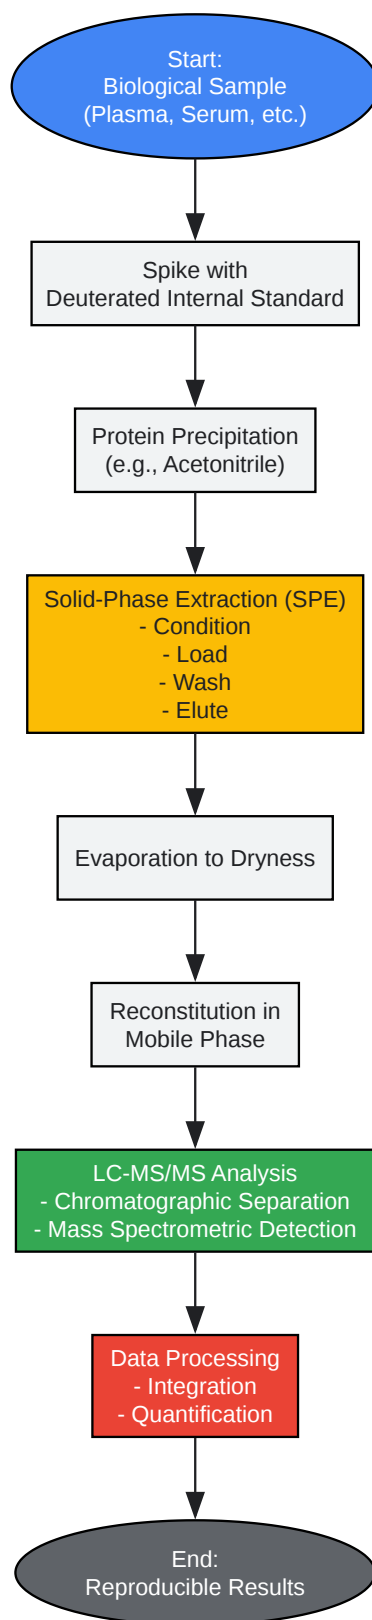 Start:
Biological Sample
(Plasma, Serum, etc.)
Spike with
Deuterated Internal Standard
Protein Precipitation
(e.g., Acetonitrile)
Solid-Phase Extraction (SPE)
- Condition
- Load
- Wash
- Elute
Evaporation to Dryness
Reconstitution in
Mobile Phase
LC-MS/MS Analysis
- Chromatographic Separation
- Mass Spectrometric Detection
Data Processing
- Integration
- Quantification
End:
Reproducible Results